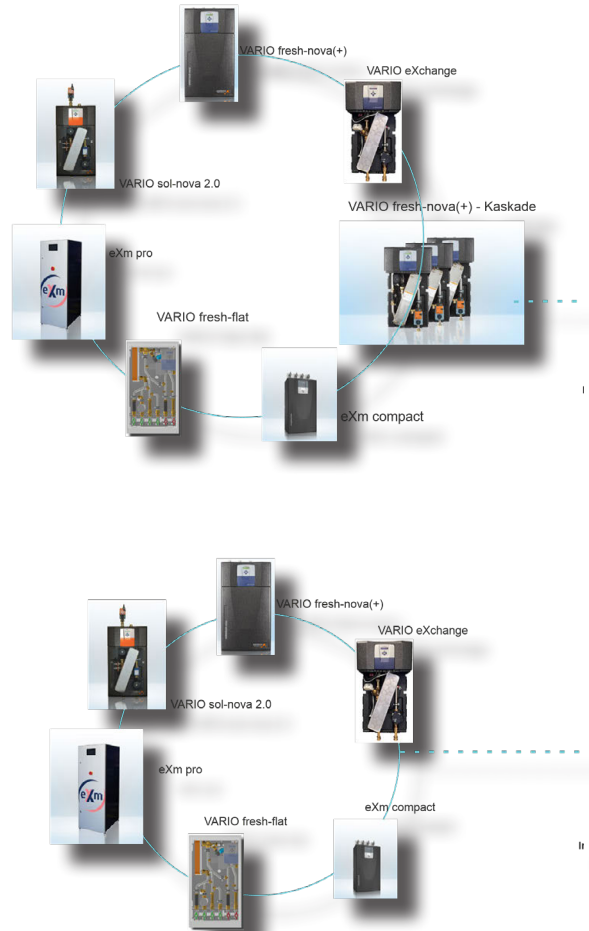 VARIO fresh-nova(+)
VARIO eXchange
VARIO sol-nova 2.0
VARIO fresh-nova(+) - Kaskade
eXm pro
eXm
VARIO fresh-flat
eXm compact
VARIO fresh-nova(+)
VARIO eXchange
VARIO sol-nova 2.0
eXm pro
eXm
eXm compact
VARIO fresh-flat